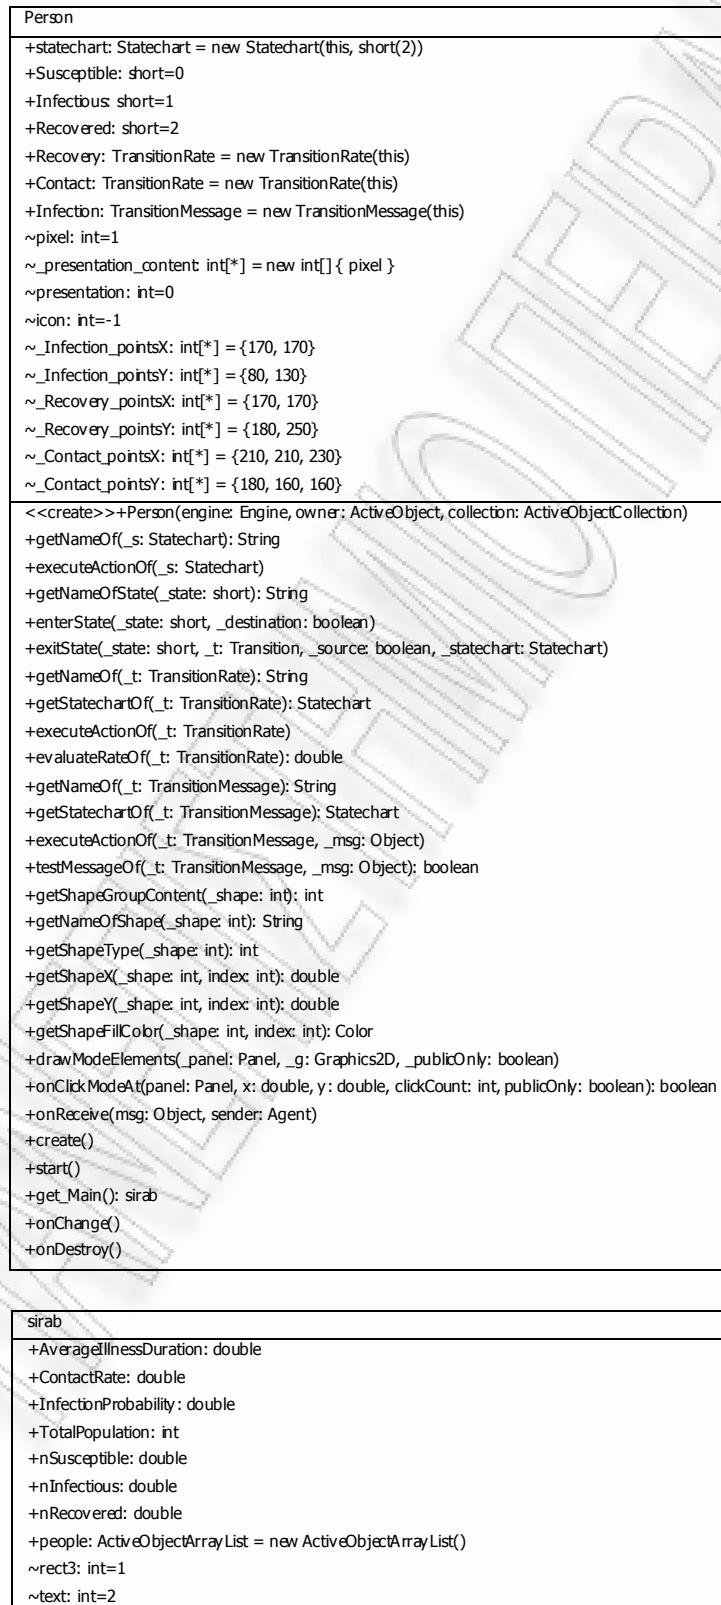 Person
+statechart: Statechart = new Statechart(this, short(2))
+Susceptible: short=0
+Infectious: short=1
+Recovered: short=2
+Recovery: TransitionRate = new TransitionRate(this)
+Contact: TransitionRate = new TransitionRate(this)
+Infection: TransitionMessage = new TransitionMessage(this)
~pixel: int=1
~_presentation_content: int[*] = new int[] { pixel }
~presentation: int=0
~icon: int=-1
~_Infection_pointsX: int[*] = {170, 170}
~_Infection_pointsY: int[*] = {80, 130}
~_Recovery_pointsX: int[*] = {170, 170}
~_Recovery_pointsY: int[*] = {180, 250}
~_Contact_pointsX: int[*] = {210, 210, 230}
~_Contact_pointsY: int[*] = {180, 160, 160}
<<create>>+Person(engine: Engine, owner: ActiveObject, collection: ActiveObjectCollection)
+getNameOf(_s: Statechart): String
+executeActionOf(_s: Statechart)
+getNameOfState(_state: short): String
+enterState(_state: short, _destination: boolean)
+exitState(_state: short, _t: Transition, _source: boolean, _statechart: Statechart)
+getNameOf(_t: TransitionRate): String
+getStatechartOf(_t: TransitionRate): Statechart
+executeActionOf(_t: TransitionRate)
+evaluateRateOf(_t: TransitionRate): double
+getNameOf(_t: TransitionMessage): String
+getStatechartOf(_t: TransitionMessage): Statechart
+executeActionOf(_t: TransitionMessage, _msg: Object)
+testMessageOf(_t: TransitionMessage, _msg: Object): boolean
+getShapeGroupContent(_shape: int): int
+getNameOfShape(_shape: int): String
+getShapeType(_shape: int): int
+getShapeX(_shape: int, index: int): double
+getShapeY(_shape: int, index: int): double
+getShapeFillColor(_shape: int, index: int): Color
+drawModeElements(_panel: Panel, _g: Graphics2D, _publicOnly: boolean)
+onClickModeAt(panel: Panel, x: double, y: double, clickCount: int, publicOnly: boolean): boolean
+onReceive(msg: Object, sender: Agent)
+create()
+start()
+get_Main(): sirab
+onChange()
+onDestroy()
sirab
+AverageIllnessDuration: double
+ContactRate: double
+InfectionProbability: double
+TotalPopulation: int
+nSusceptible: double
+nInfectious: double
+nRecovered: double
+people: ActiveObjectArrayList = new ActiveObjectArrayList()
~rect3: int=1
~text: int=2